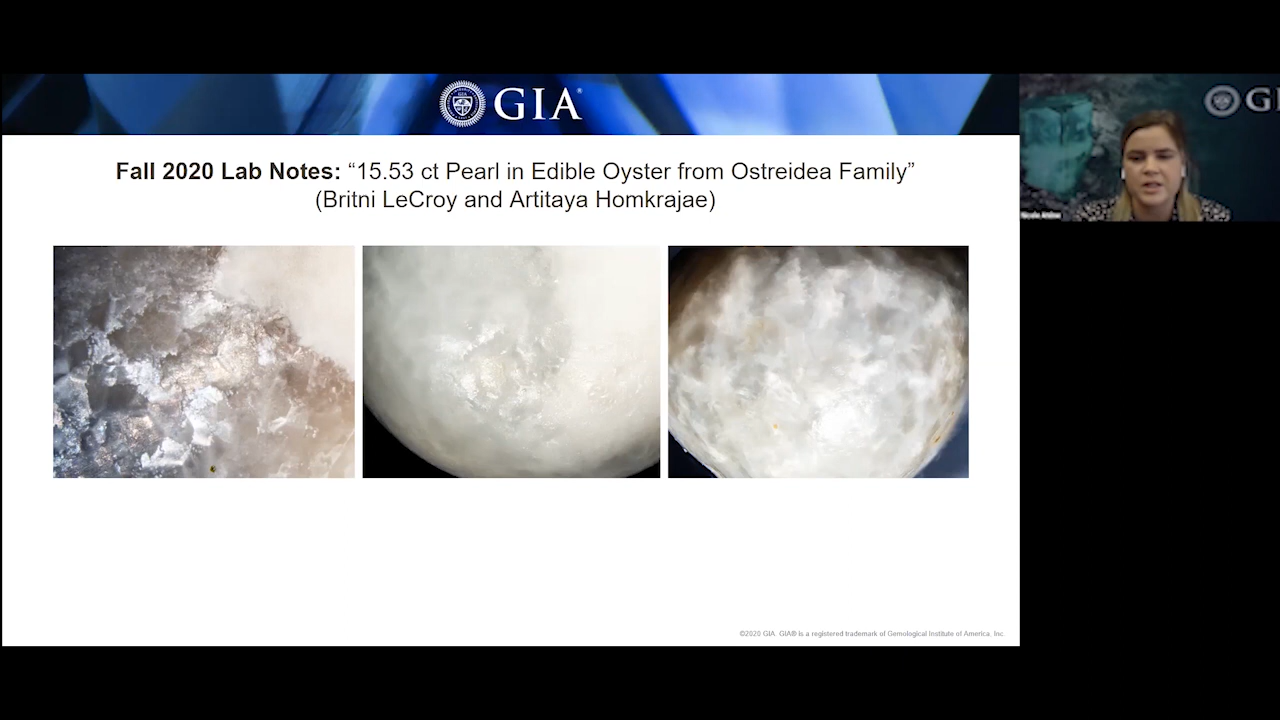 GIA®
Fall 2020 Lab Notes: “15.53 ct Pearl in Edible Oyster from Ostreidea Family”
(Britni LeCroy and Artitaya Homkrajae)
©2020 GIA. GIA® is a registered trademark of Gemological Institute of America, Inc.
GI